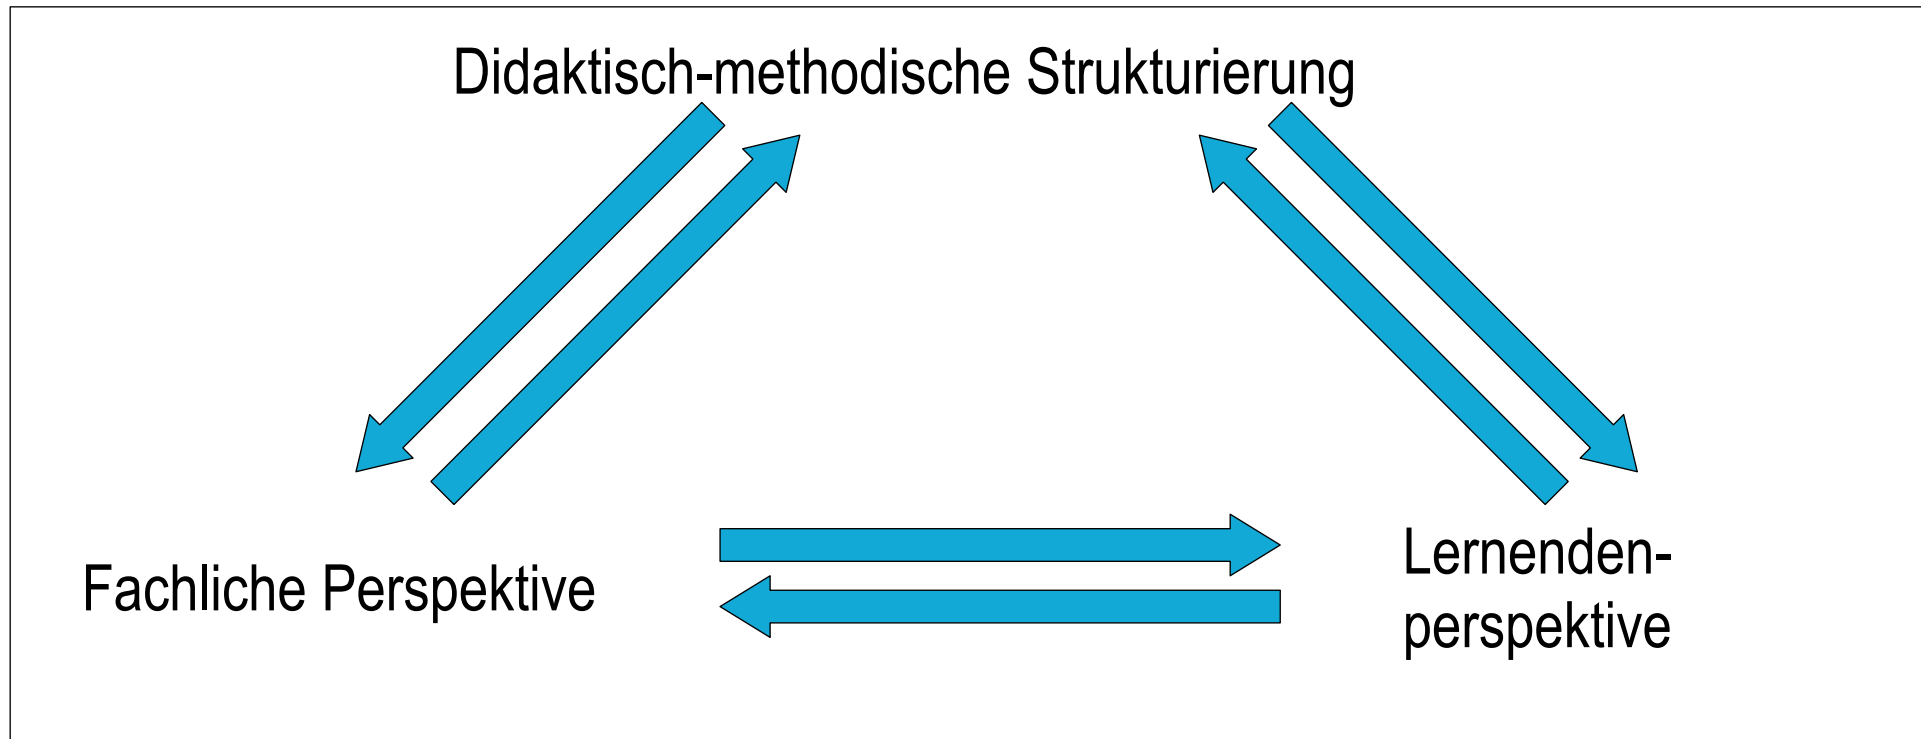 Didaktisch-methodische Strukturierung
Fachliche Perspektive
Lernenden-
perspektive